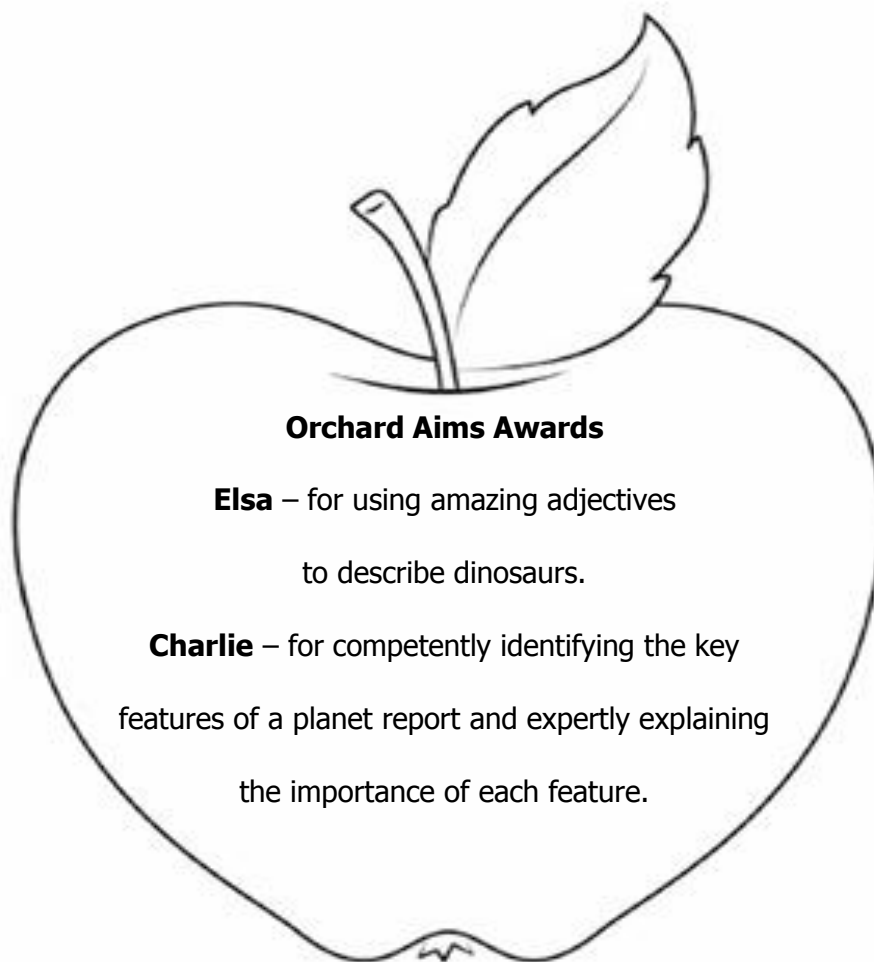 Orchard Aims Awards
Elsa – for using amazing adjectives
to describe dinosaurs.
Charlie – for competently identifying the key
features of a planet report and expertly explaining
the importance of each feature.